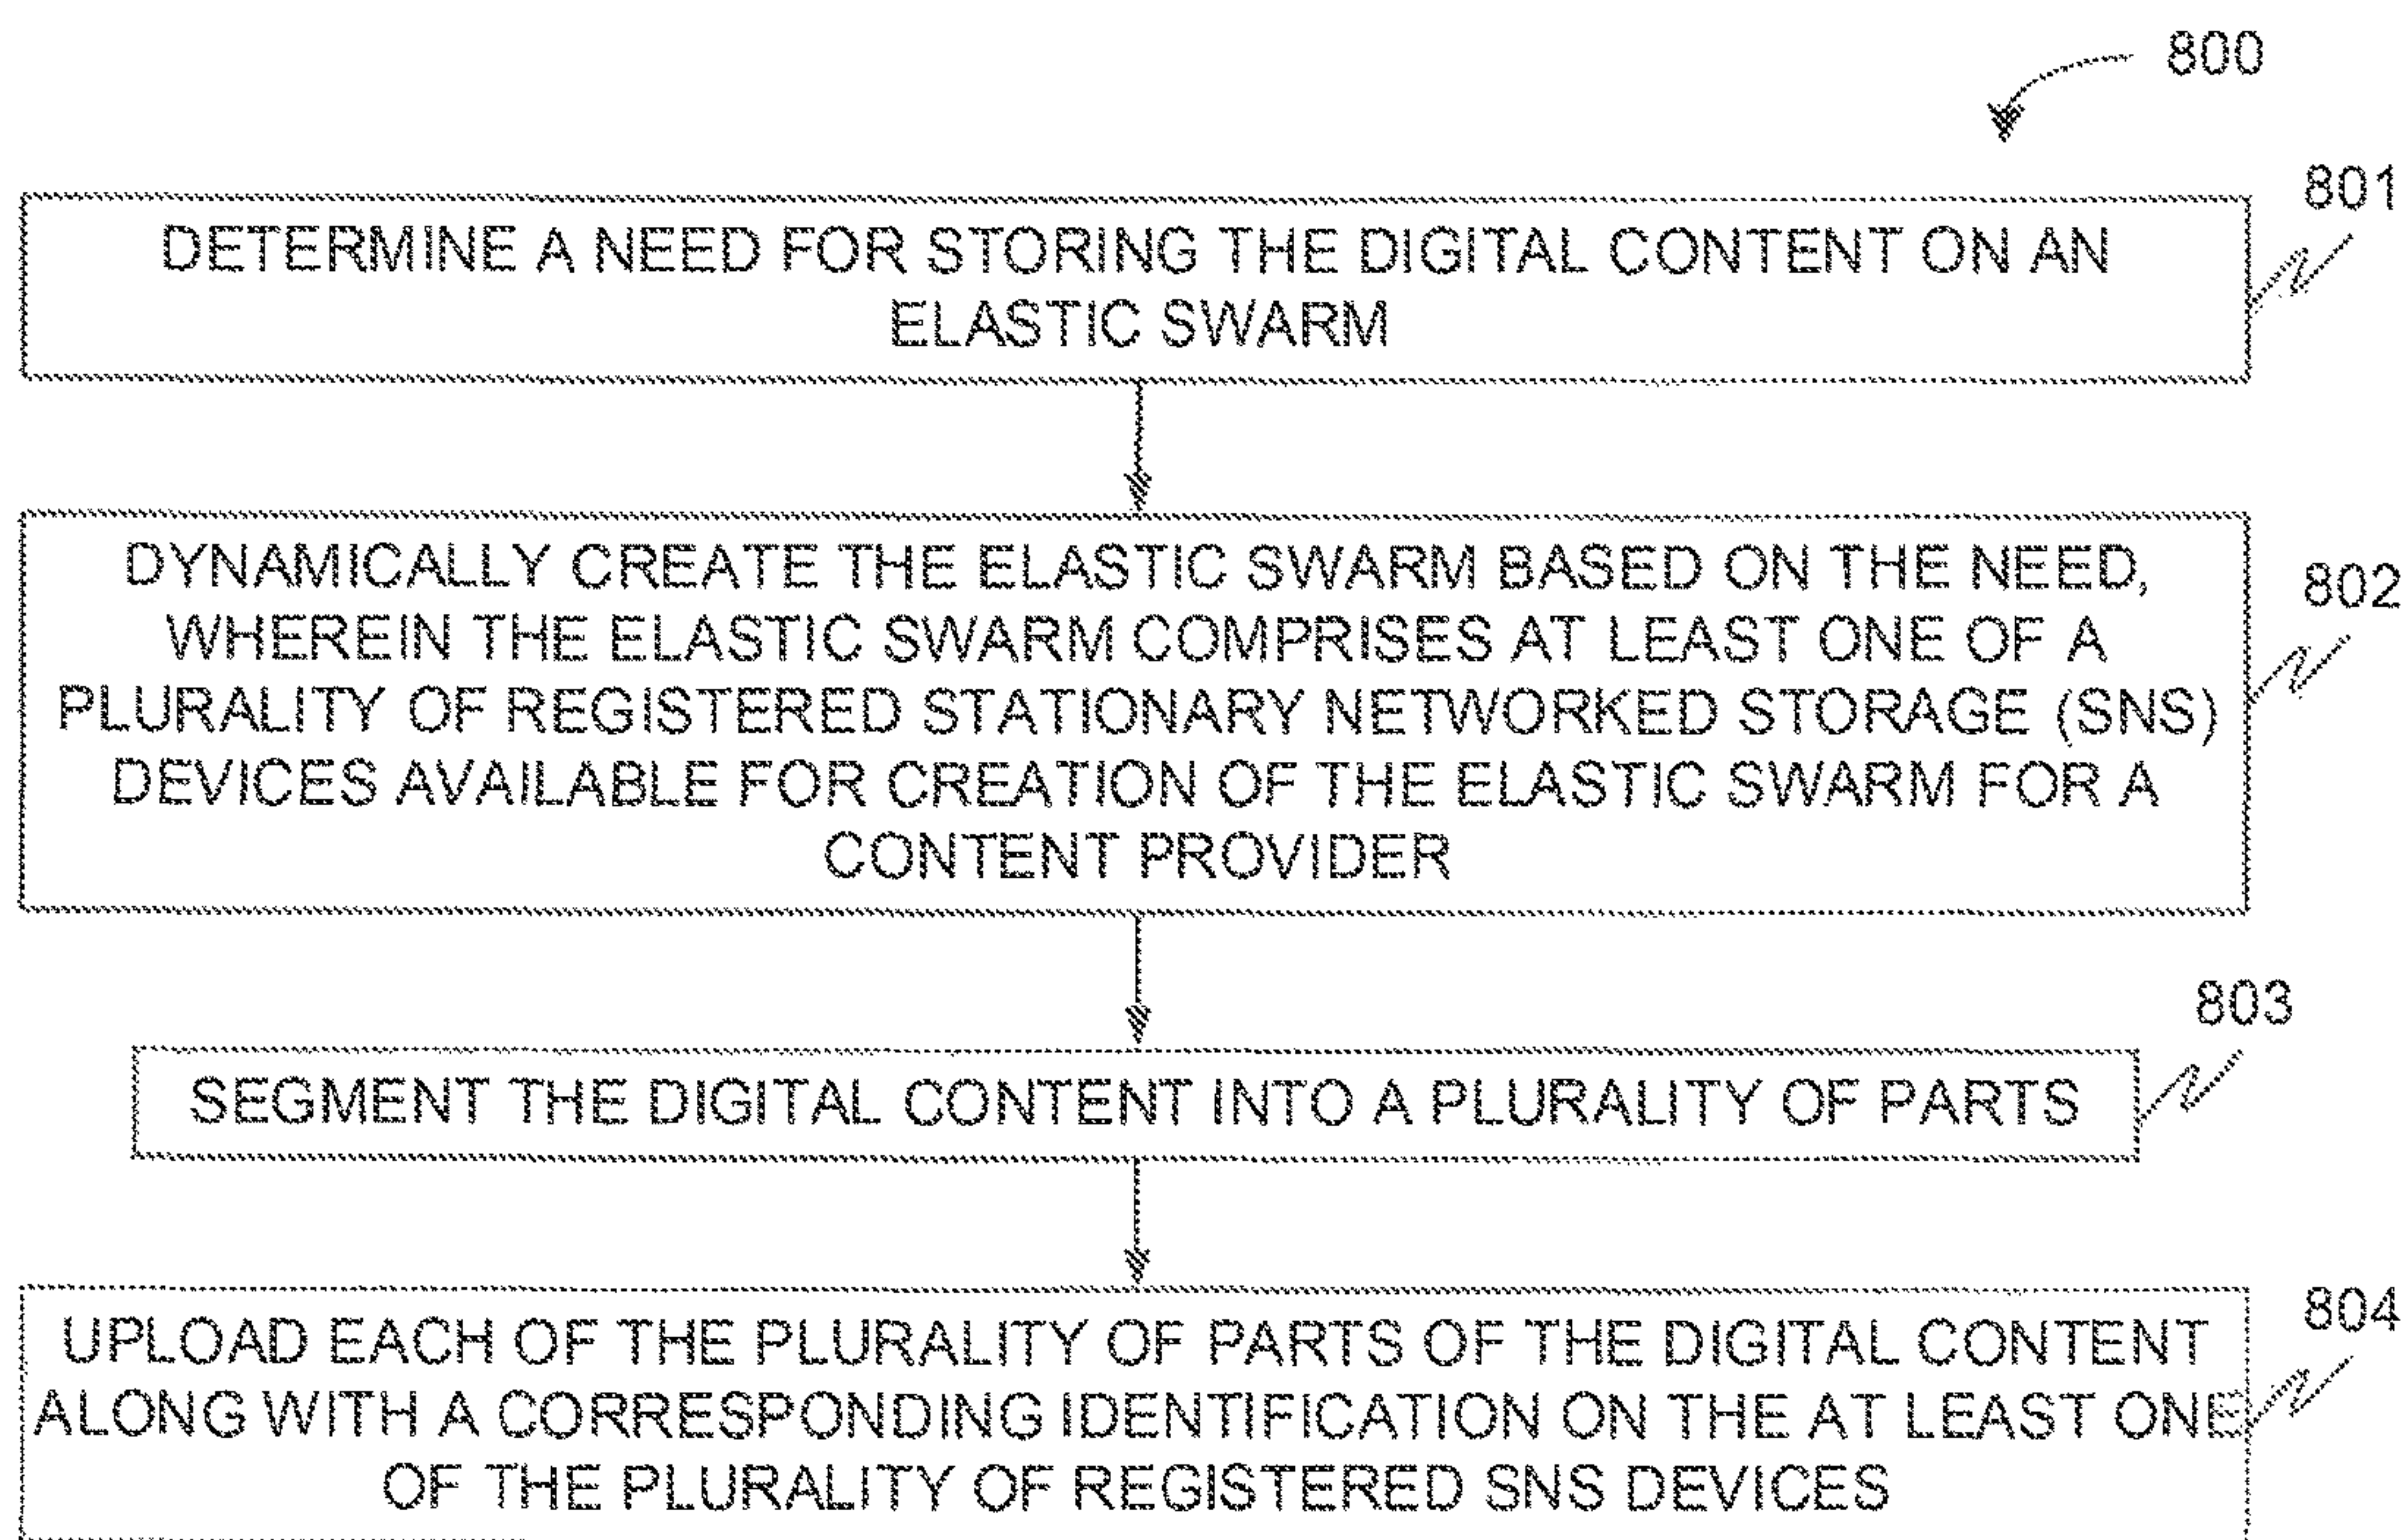 800
801
DETERMINE A NEED FOR STORING THE DIGITAL CONTENT ON AN
ELASTIC SWARM
802
DYNAMICALLY CREATE THE ELASTIC SWARM BASED ON THE NEED,
WHEREIN THE ELASTIC SWARM COMPRISES AT LEAST ONE OF A
PLURALITY OF REGISTERED STATIONARY NETWORKED STORAGE (SNS)
DEVICES AVAILABLE FOR CREATION OF THE ELASTIC SWARM FOR A
CONTENT PROVIDER
803
SEGMENT THE DIGITAL CONTENT INTO A PLURALITY OF PARTS
804
UPLOAD EACH OF THE PLURALITY OF PARTS OF THE DIGITAL CONTENT
ALONG WITH A CORRESPONDING IDENTIFICATION ON THE AT LEAST ONE
OF THE PLURALITY OF REGISTERED SNS DEVICES